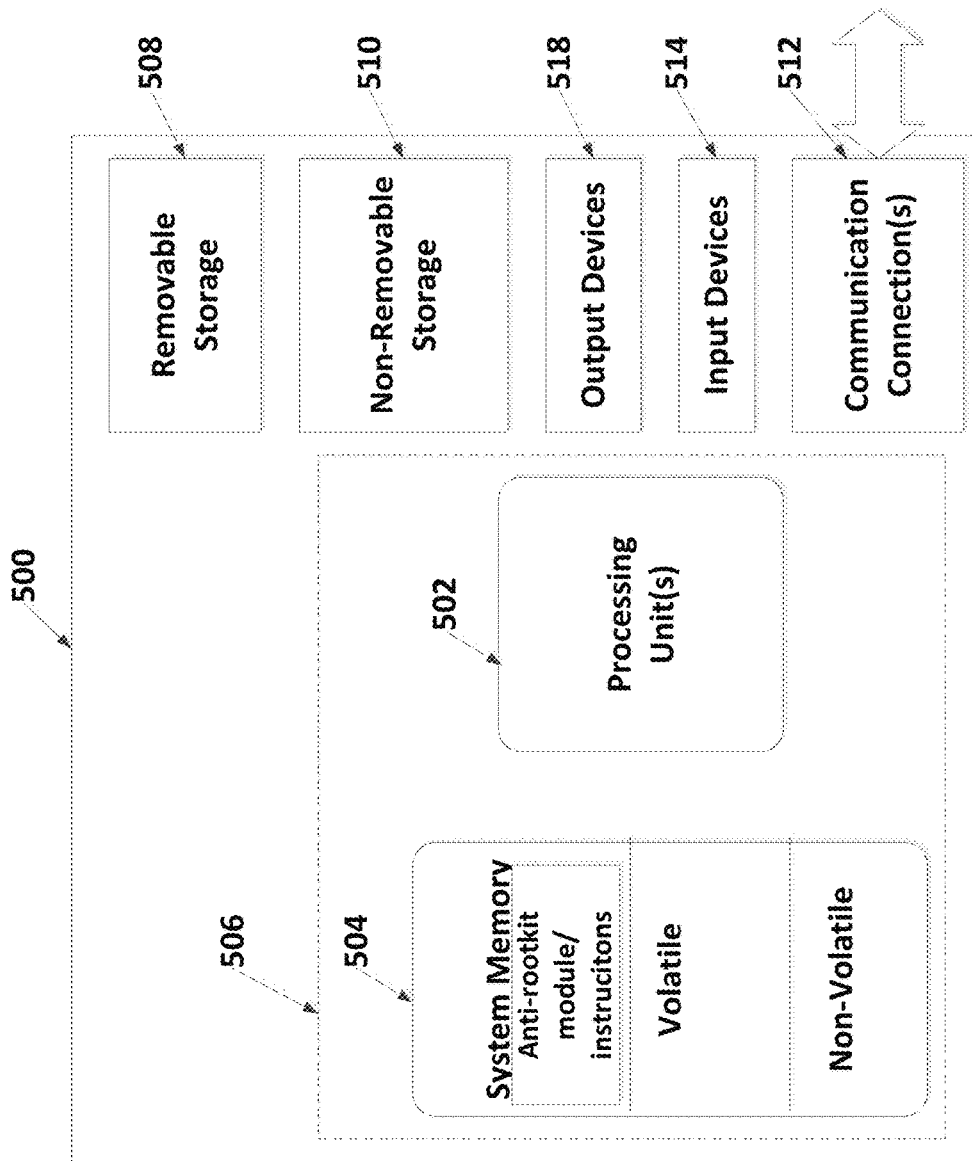 500
506
504
System Memory
Anti-rootkit
module/
instrucitons
Volatile
Non-Volatile
502
Processing
Unit(s)
Removable
Storage
508
Non-Removable
Storage
510
Output Devices
518
Input Devices
514
Communication
Connection(s)
512